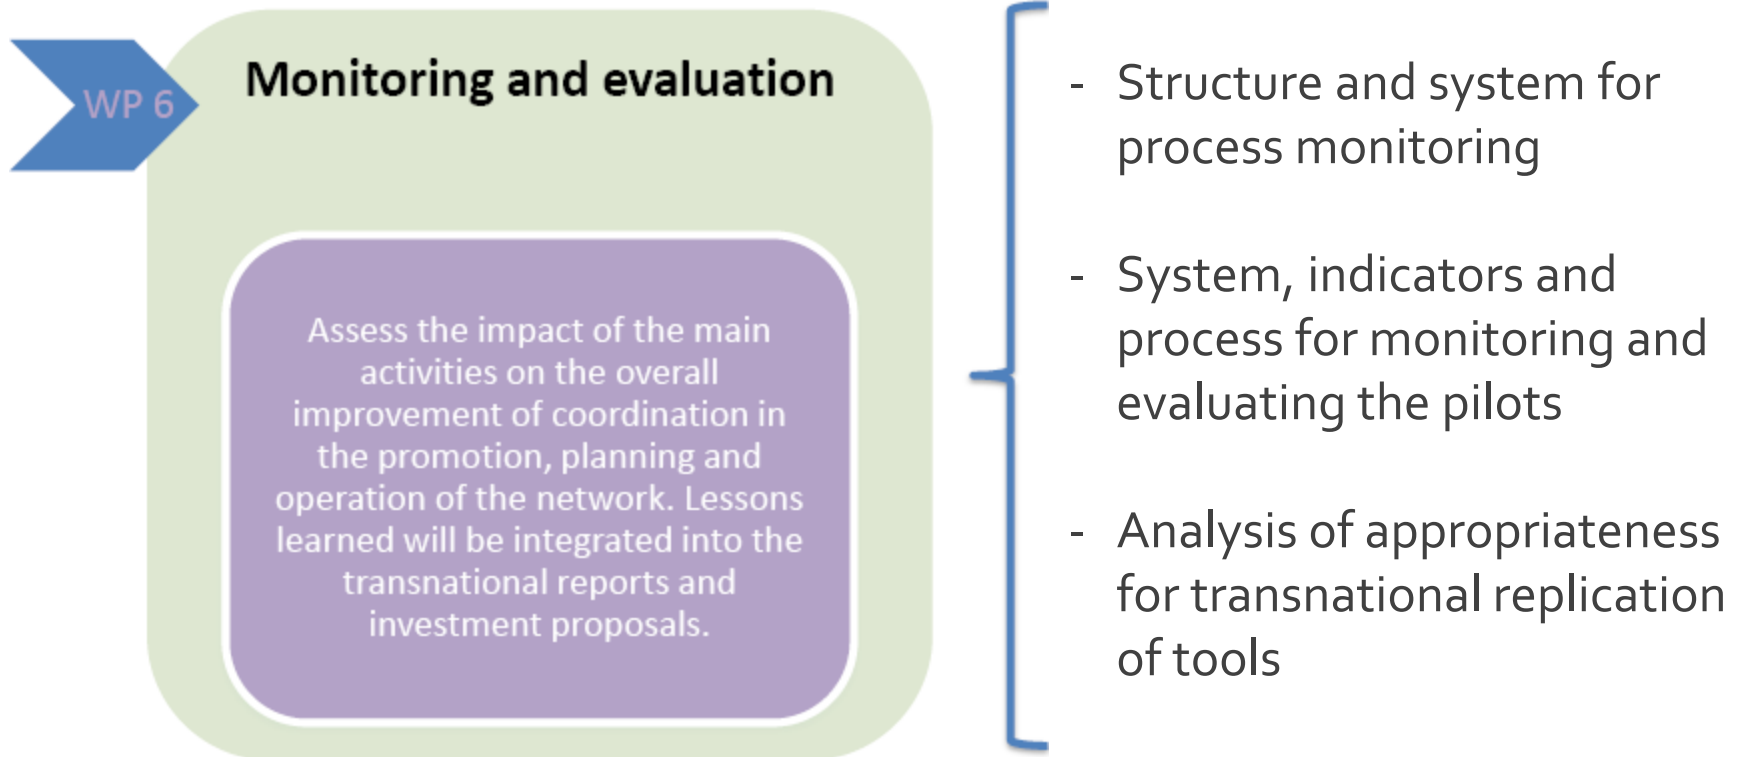 WP 6
Monitoring and evaluation
Assess the impact of the main
activities on the overall
improvement of coordination in
the promotion, planning and
operation of the network. Lessons
learned will be integrated into the
transnational reports and
investment proposals.
- Structure and system for
process monitoring
- System, indicators and
process for monitoring and
evaluating the pilots
- Analysis of appropriateness
for transnational replication
of tools